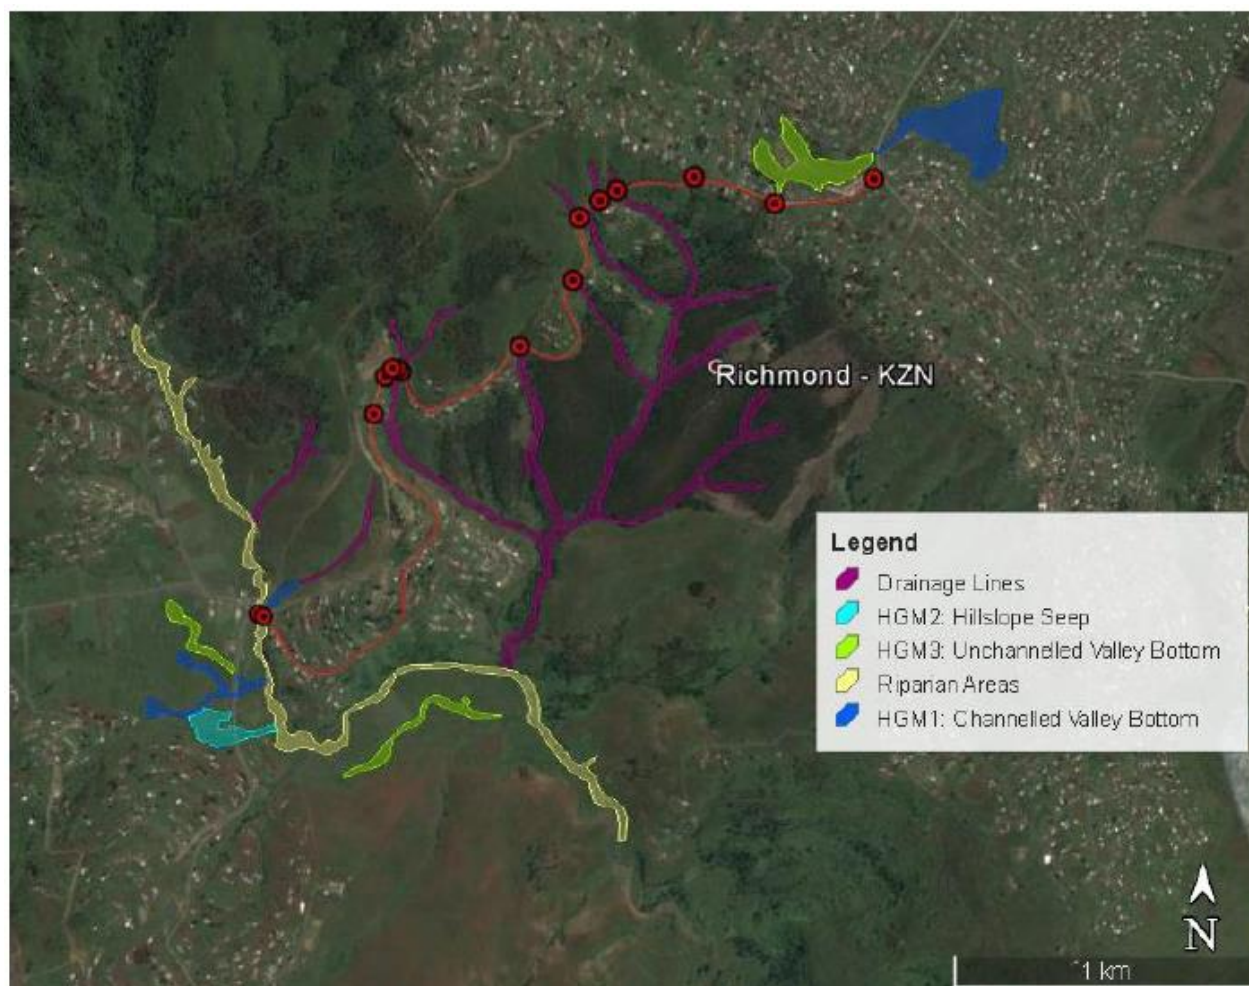 Richmond - KZN
Legend
Drainage Lines
HGM2: Hillslope Seep
HGM3: Unchannelled Valley Bottom
Riparian Areas
HGM1: Channelled Valley Bottom
N
1 km